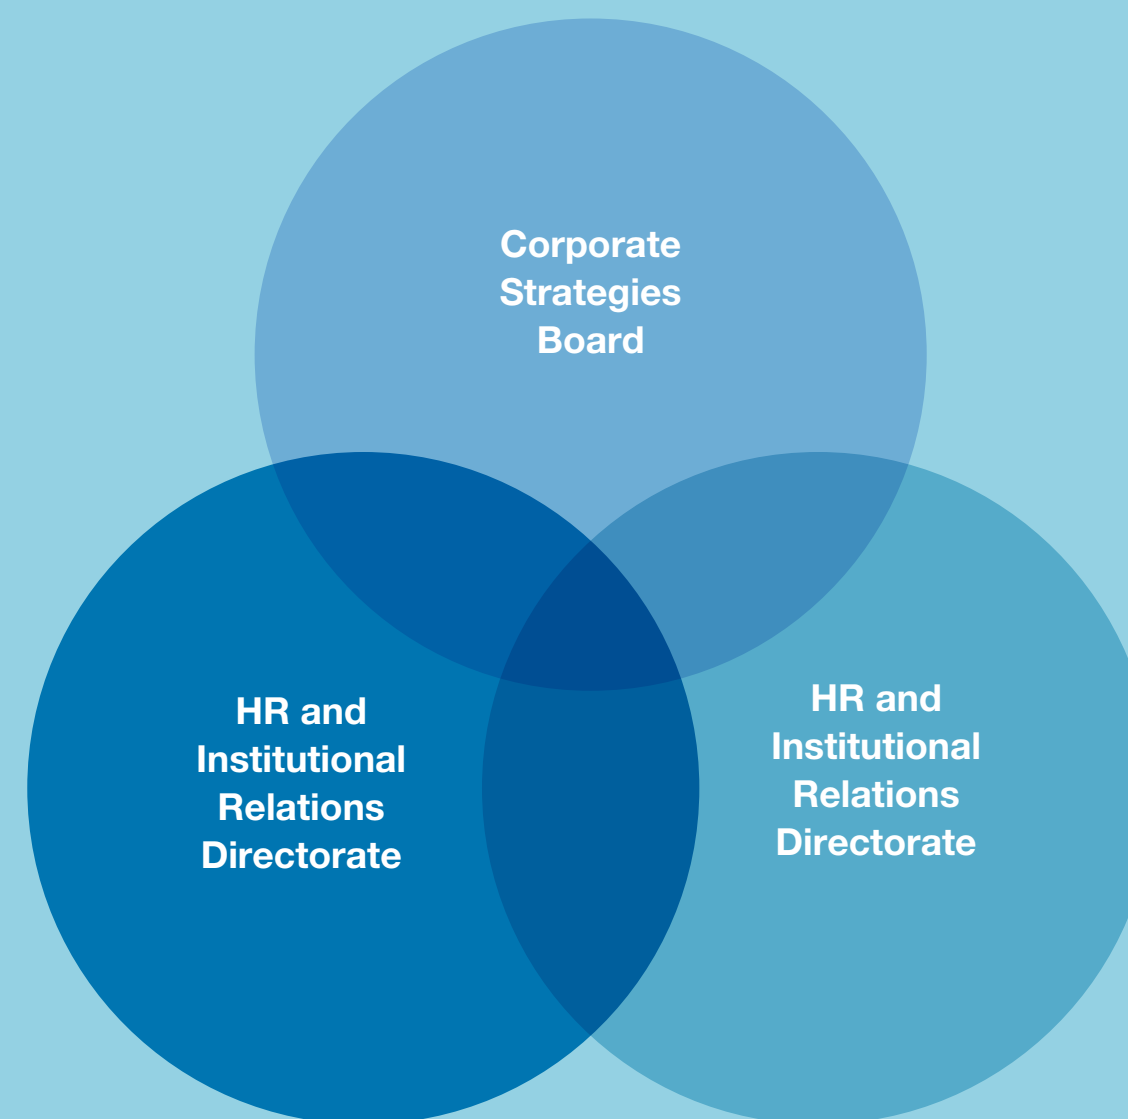 Corporate
Strategies
Board
HR and
Institutional
Relations
Directorate
HR and
Institutional
Relations
Directorate